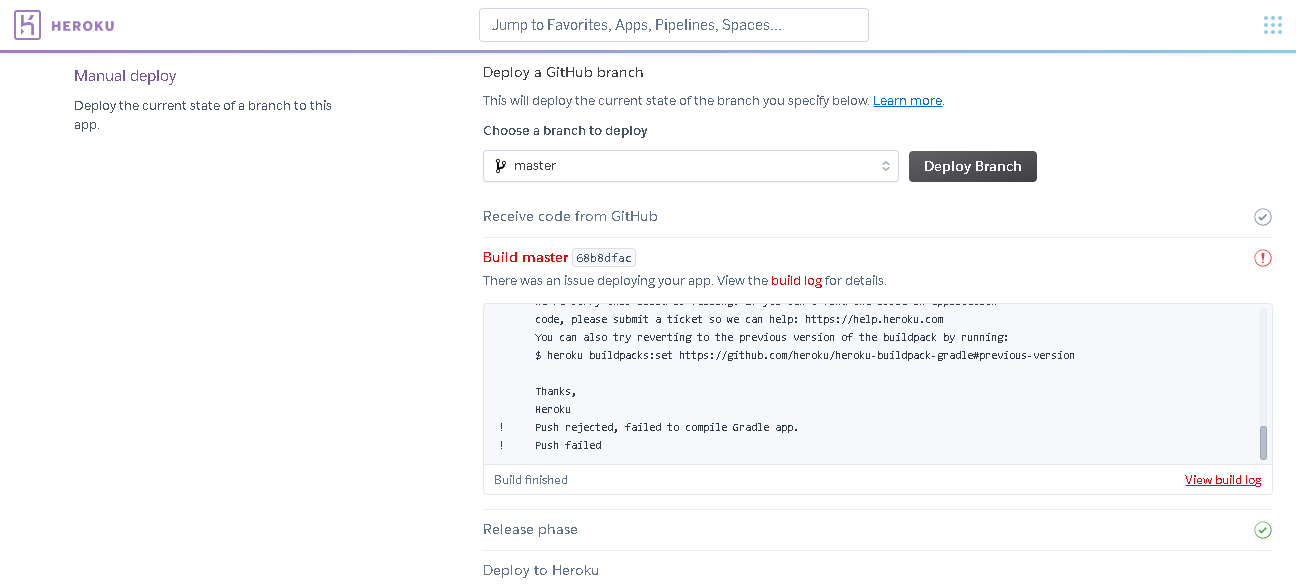 HEROKU
Jump to Favorites, Apps, Pipelines, Spaces...
Manual deploy
Deploy the current state of a branch to this
app.
Deploy a GitHub branch
This will deploy the current state of the branch you specify below. Learn more.
Choose a branch to deploy
master
Deploy Branch
Receive code from GitHub
Build master 68b8dfac
There was an issue deploying your app. View the build log for details.
code, please submit a ticket so we can help: https://help.heroku.com
You can also try reverting to the previous version of the buildpack by running:
$ heroku buildpacks:set https://github.com/heroku/heroku-buildpack-gradle#previous-version
Thanks,
Heroku
! Push rejected, failed to compile Gradle app.
! Push failed
Build finished
View build log
Release phase
Deploy to Heroku